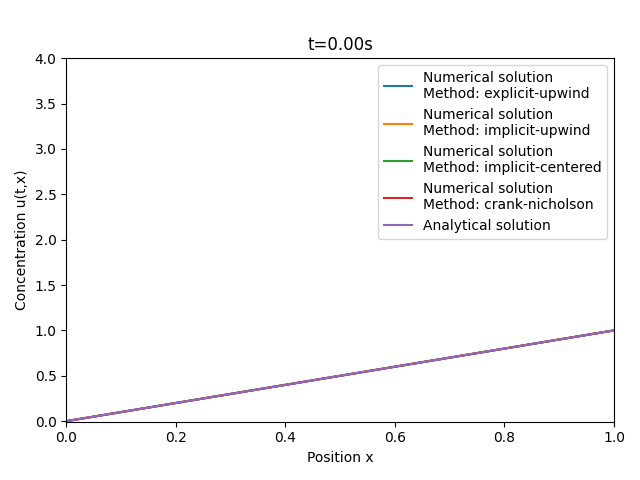 t=0.00s
4.0
3.5
3.0
2.5
2.0
1.5
1.0
0.5
0.0
Concentration u(t,x)
Numerical solution
Method: explicit-upwind
Numerical solution
Method: implicit-upwind
Numerical solution
Method: implicit-centered
Numerical solution
Method: crank-nicholson
Analytical solution
0.0 0.2 0.4 0.6 0.8 1.0
Position x